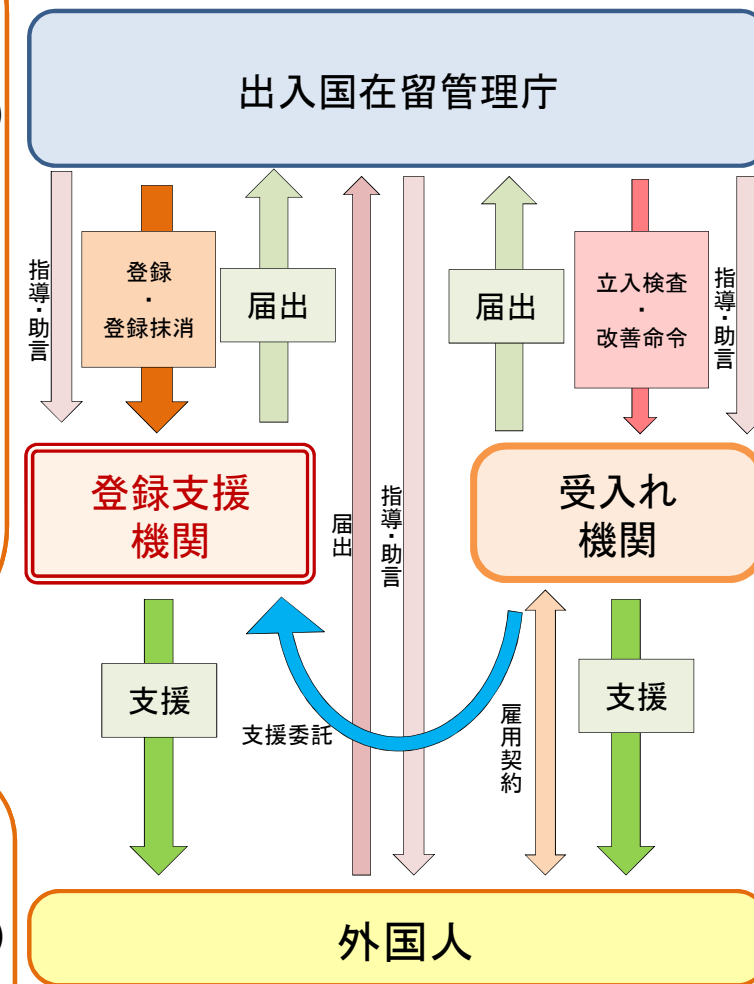 出入国在留管理庁
指導・助言
登録
・
登録抹消
届出
届出
立入検査
・
改善命令
指導・助言
登録支援
機関
届出
指導・助言
受入れ
機関
支援
支援委託
雇用契約
支援
外国人